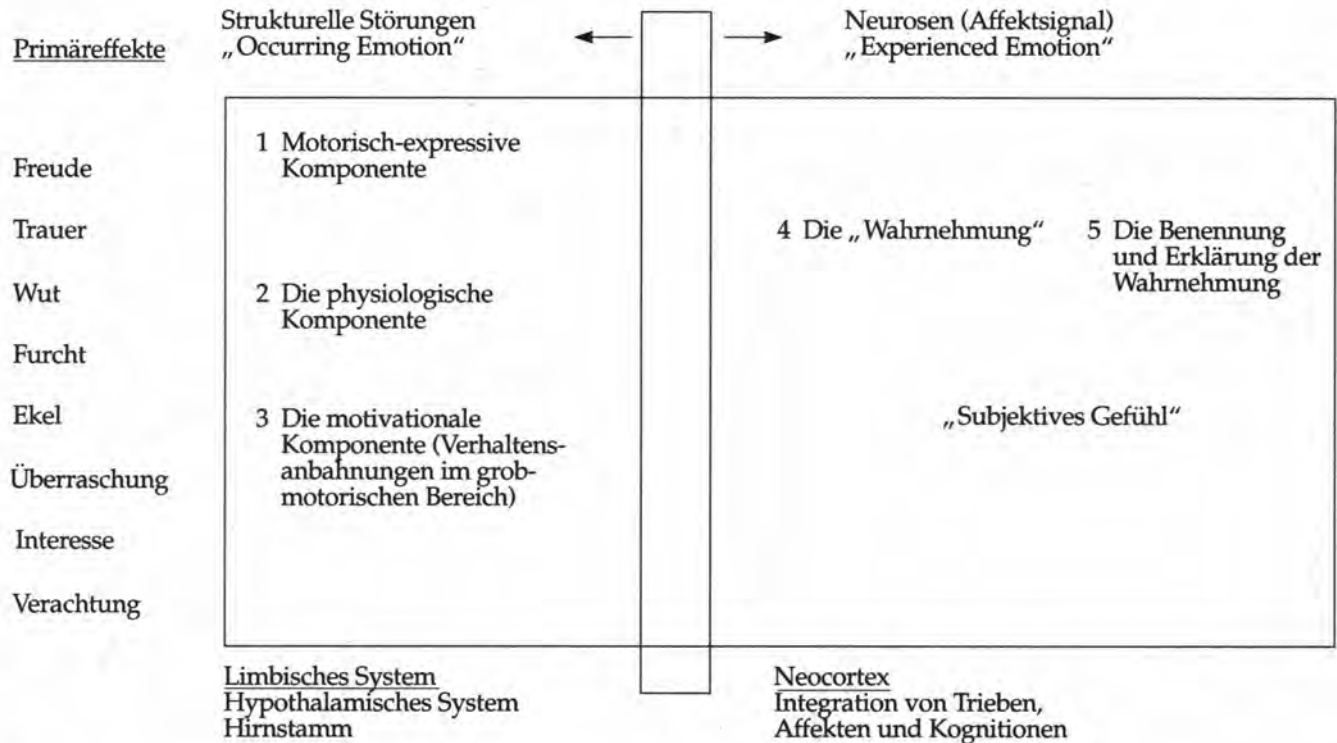 Primäreffekte
Strukturelle Störungen
„Occurring Emotion“
Neurosen (Affektsignal)
„Experienced Emotion“
Freude
Trauer
Wut
Furcht
Ekel
Überraschung
Interesse
Verachtung
1 Motorisch-expressive
Komponente
2 Die physiologische
Komponente
3 Die motivationale
Komponente (Verhaltens-
anbahnungen im grob-
motorischen Bereich)
4 Die „Wahrnehmung“
5 Die Benennung
und Erklärung der
Wahrnehmung
„Subjektives Gefühl“
Limbisches System
Hypothalamisches System
Hirnstamm
Neocortex
Integration von Trieben,
Affekten und Kognitionen